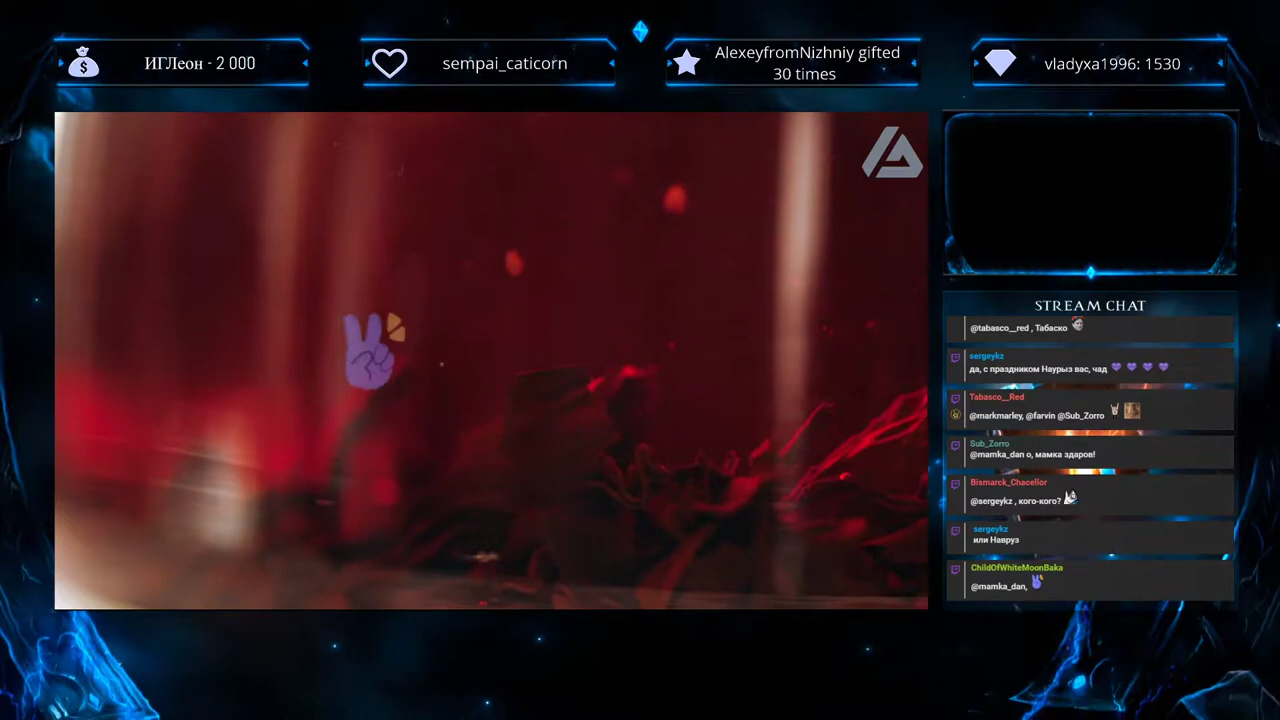 ИГЛеон - 2 000
sempai_caticorn
AlexeyfromNizhniy gifted
30 times
vladyxa1996: 1530
STREAM CHAT
@tabasco__red , Табаско
sergeykz
да, с праздником Наурыз вас, чад
Tabasco__Red
@markmarley, @farvin @Sub_Zorro
Sub_Zorro
@mamka_dan о, мамка здаров!
Bismarck_Chacellor
@sergeykz , кого-кого?
sergeykz
или Навруз
ChildOfWhiteMoonBaka
@mamka_dan,